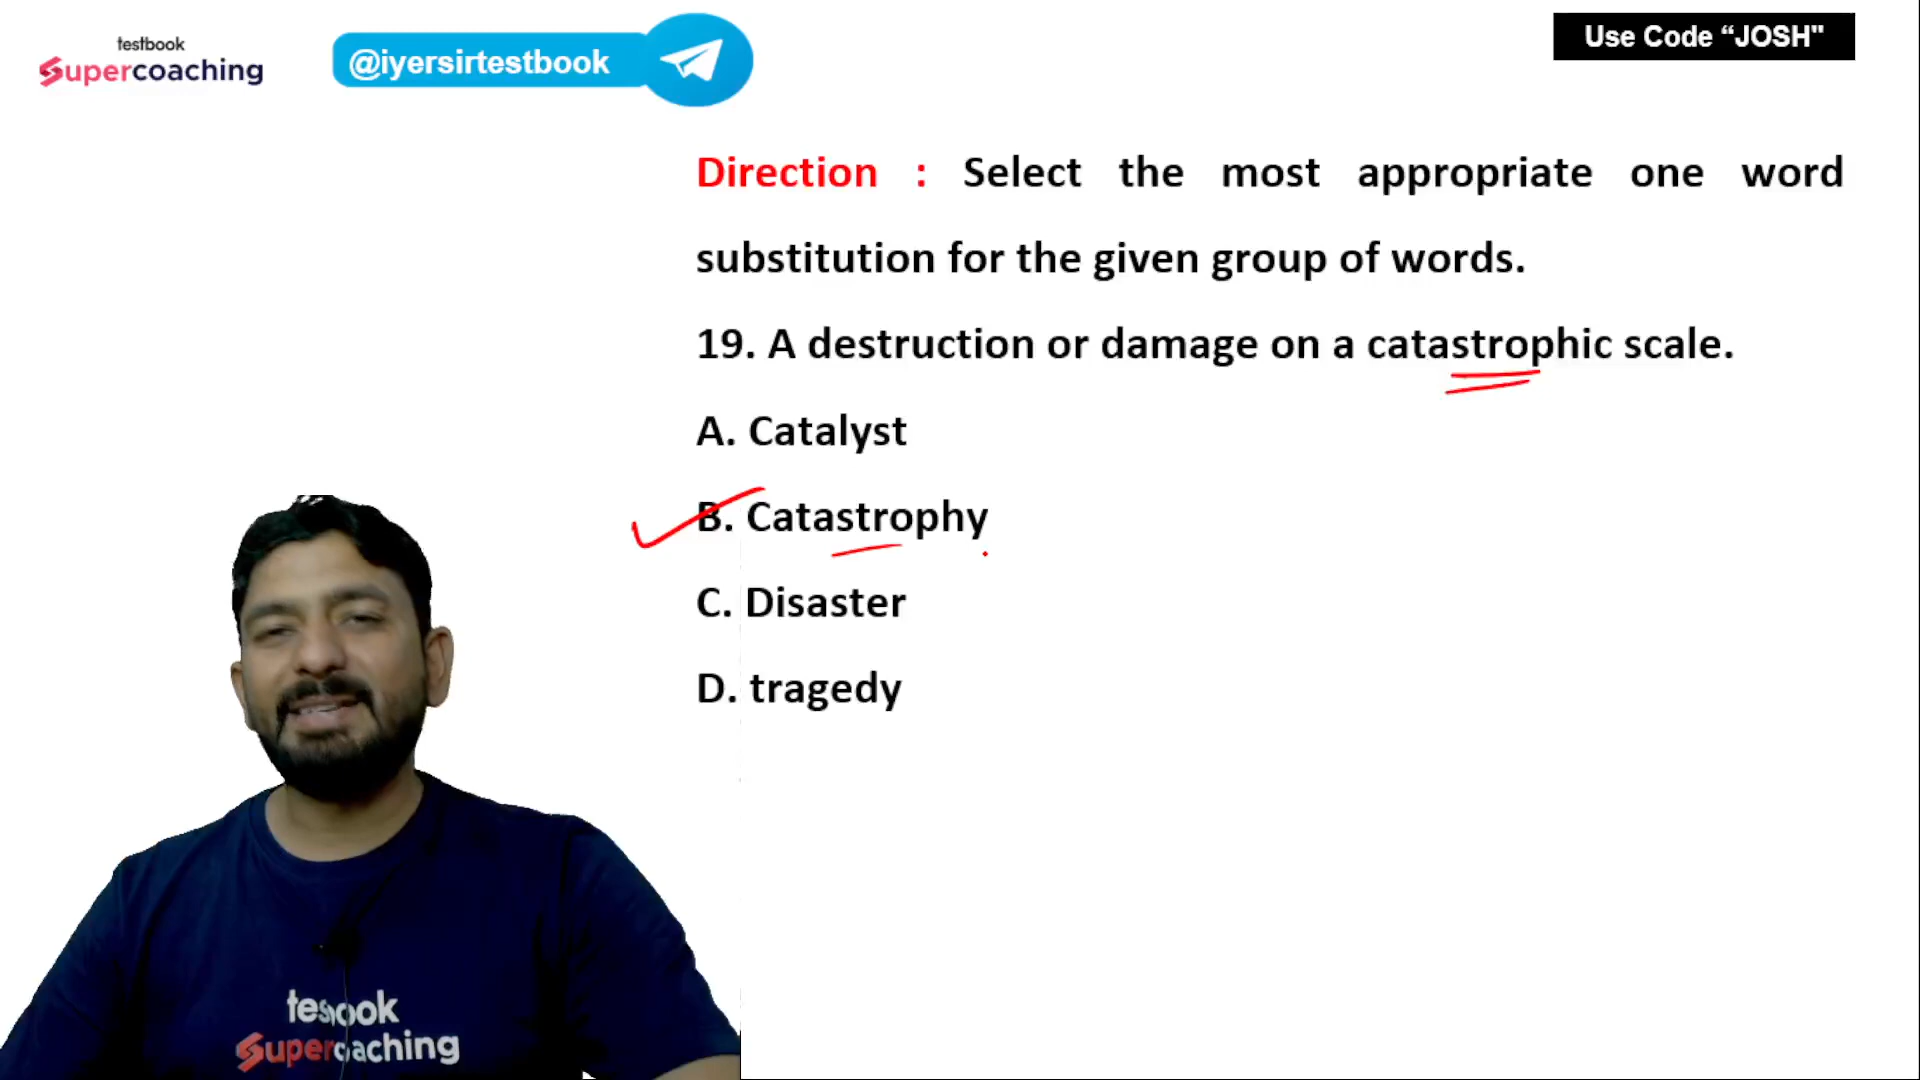 testbook
Supercoaching
@iyersirtestbook
Use Code “JOSH"
Direction : Select the most appropriate one word
substitution for the given group of words.
19. A destruction or damage on a catastrophic scale.
A. Catalyst
B. Catastrophy
C. Disaster
D. tragedy
Supercoaching